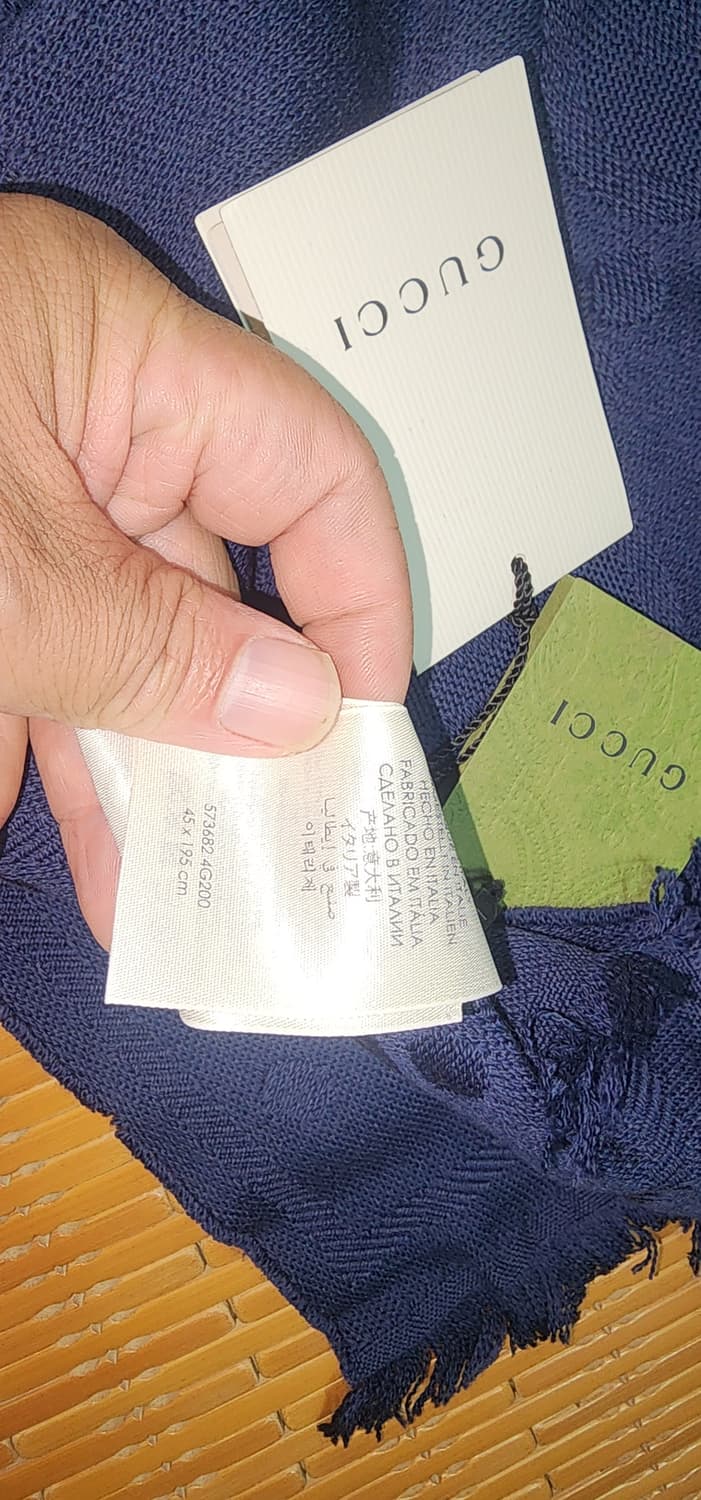 GUCCI
GUCCI
HECHO EN ITALIA
FABRICADO EM ITÁLIA
СДЕЛАНО В ИТАЛИИ
产地:意大利
イタリア製
صنع في إيطاليا
이태리제
573682 4G200
45 x 195 cm